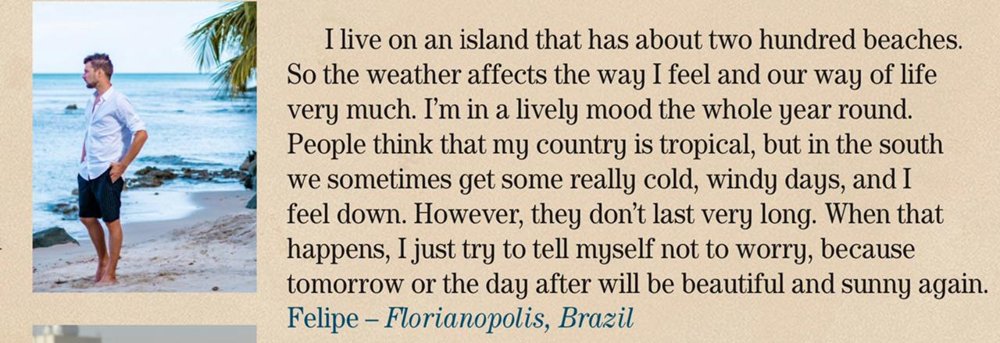 I live on an island that has about two hundred beaches.
So the weather affects the way I feel and our way of life
very much. I'm in a lively mood the whole year round.
People think that my country is tropical, but in the south
we sometimes get some really cold, windy days, and I
feel down. However, they don't last very long. When that
happens, I just try to tell myself not to worry, because
tomorrow or the day after will be beautiful and sunny again.
Felipe – Florianopolis, Brazil